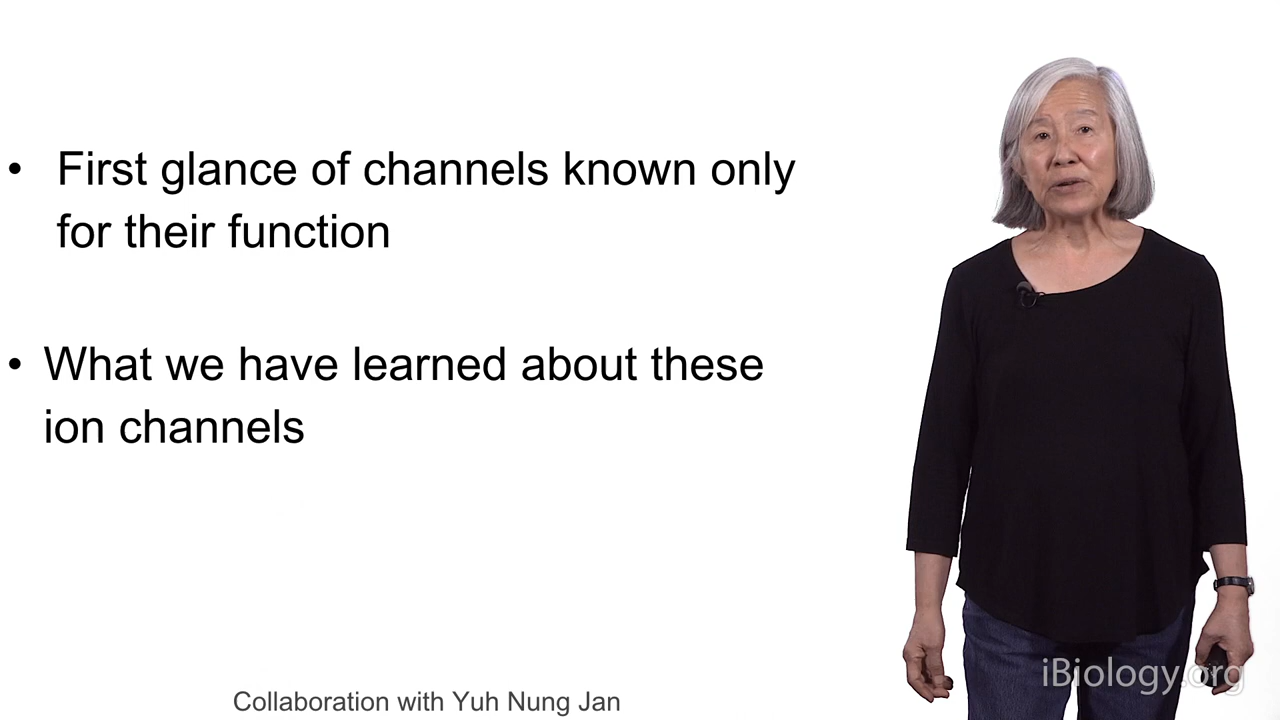 • First glance of channels known only
for their function
• What we have learned about these
ion channels
Collaboration with Yuh Nung Jan
iBiology.org